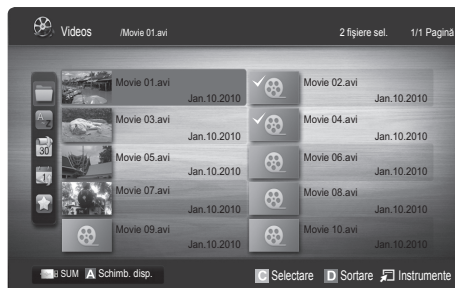 Videos /Movie 01.avi 2 fişiere sel. 1/1 Pagină
Movie 01.avi
Jan.10.2010
Movie 02.avi
Jan.10.2010
Movie 03.avi
Jan.10.2010
Movie 04.avi
Jan.10.2010
Movie 05.avi
Jan.10.2010
Movie 06.avi
Jan.10.2010
Movie 07.avi
Jan.10.2010
Movie 08.avi
Jan.10.2010
Movie 09.avi
Jan.10.2010
Movie 10.avi
Jan.10.2010
A
Z
30
1
SUM A Schimb. disp. C Selectare D Sortare Instrumente